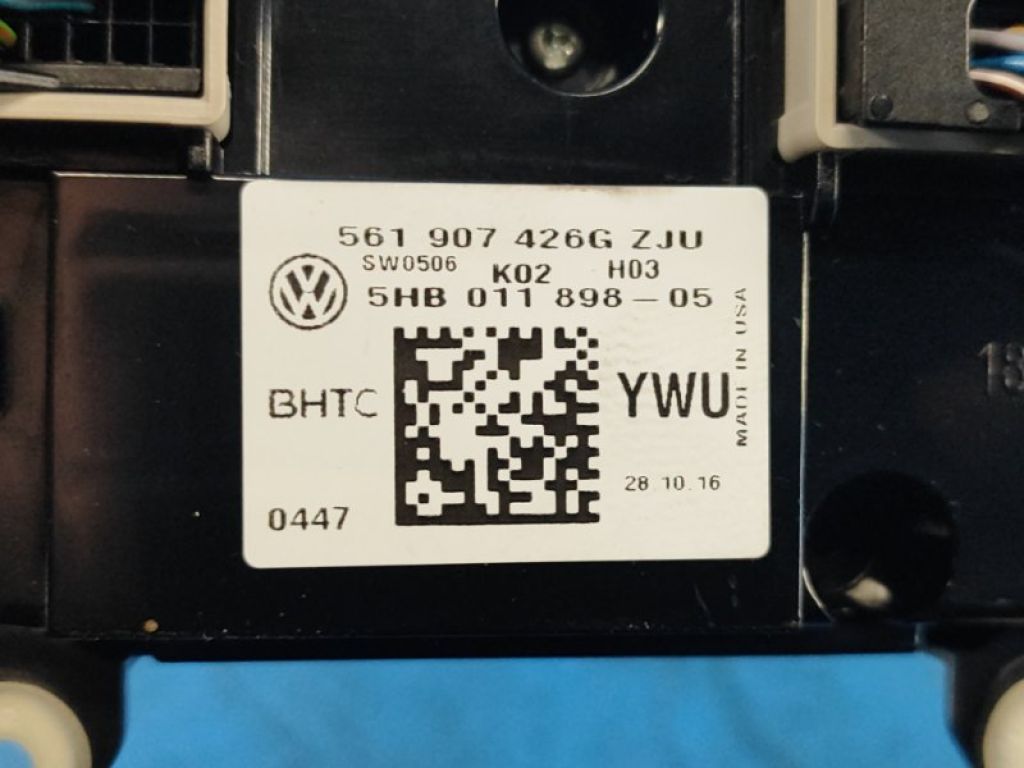 561 907 426G ZJU
SW0506 K02 H03
5HB 011 898-05
BHTC
YWU
MADE IN USA
28.10.16
0447